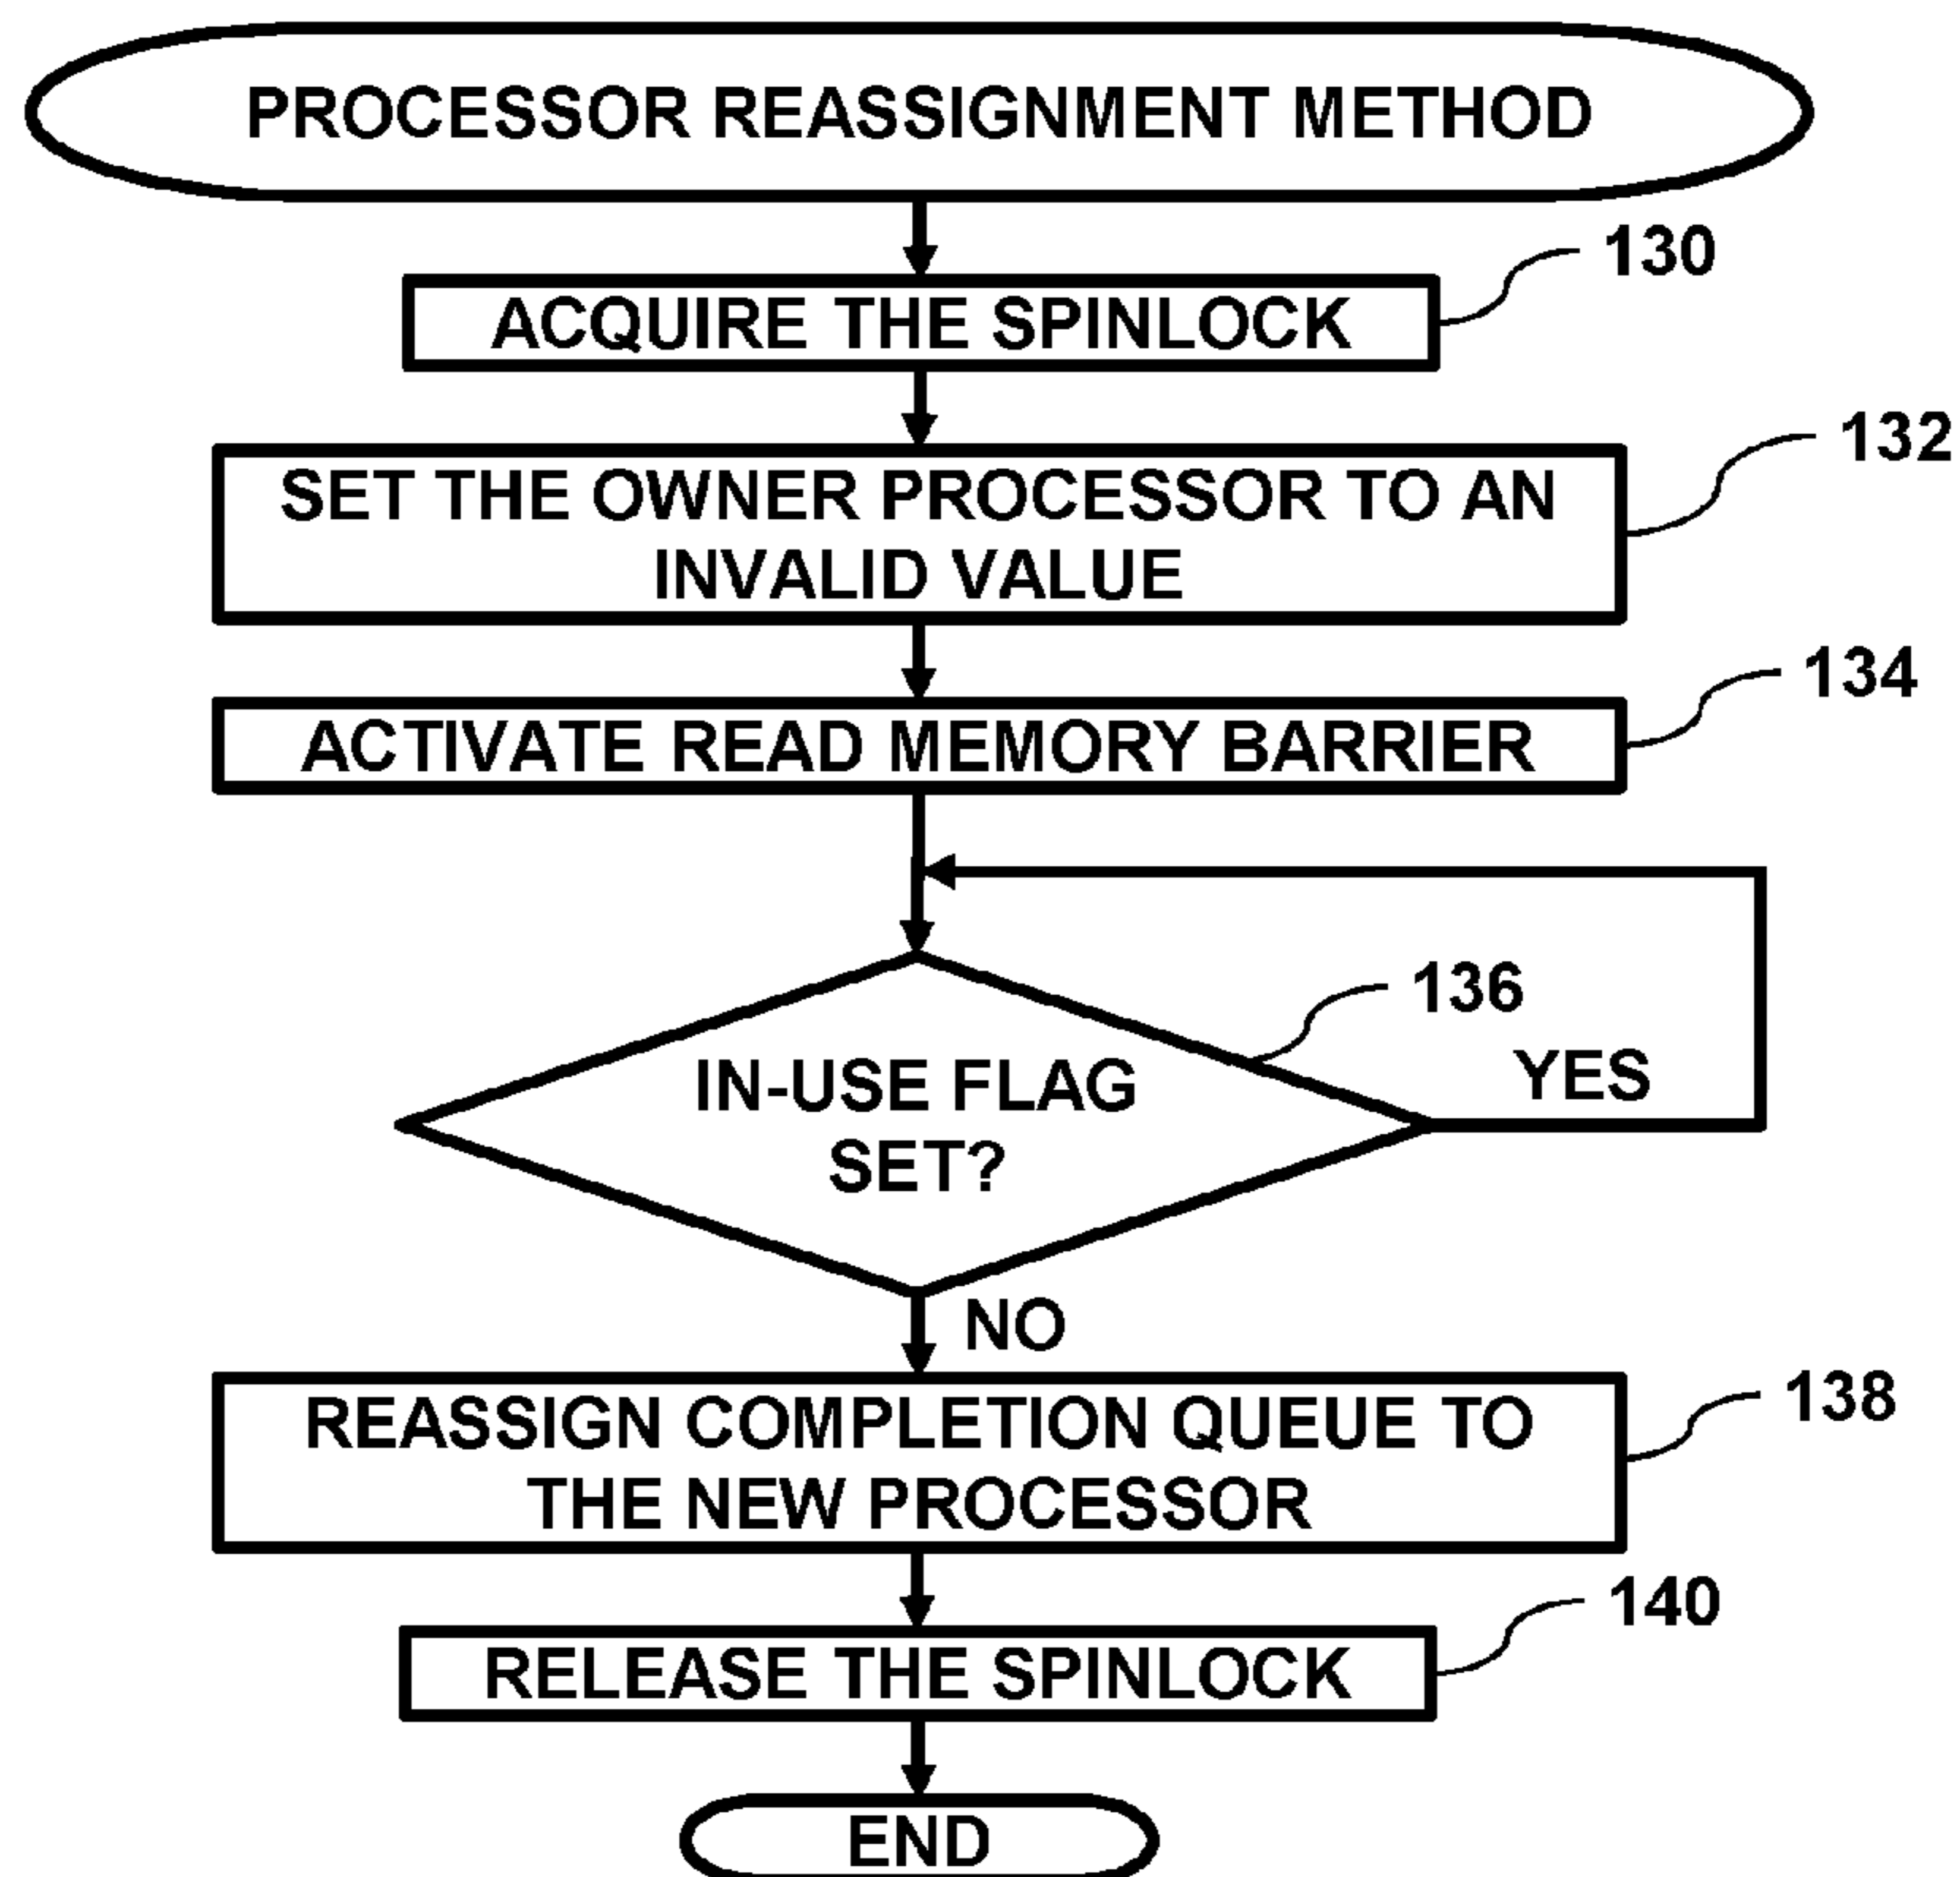 PROCESSOR REASSIGNMENT METHOD
130
ACQUIRE THE SPINLOCK
132
SET THE OWNER PROCESSOR TO AN
INVALID VALUE
134
ACTIVATE READ MEMORY BARRIER
136
IN-USE FLAG
SET?
YES
NO
138
REASSIGN COMPLETION QUEUE TO
THE NEW PROCESSOR
140
RELEASE THE SPINLOCK
END